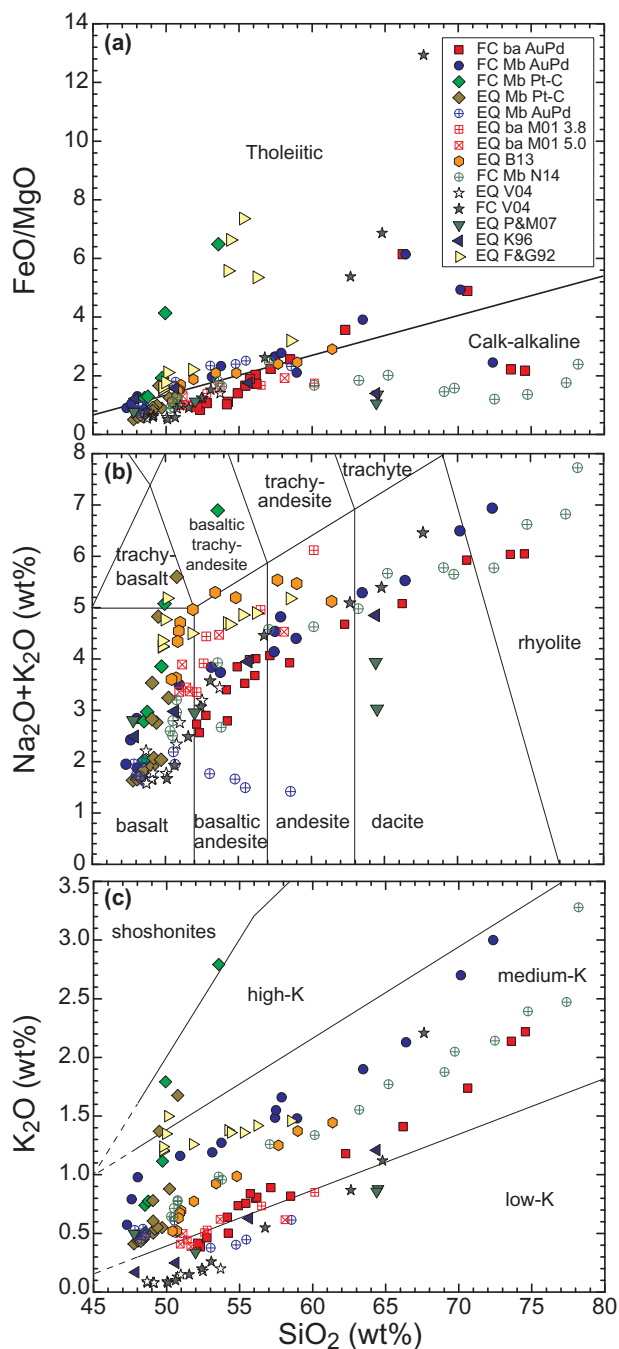 (a)
14
12
10
8
6
4
2
0
FeO/MgO
Tholeiitic
Calk-alkaline
FC ba AuPd
FC Mb AuPd
FC Mb Pt-C
EQ Mb Pt-C
EQ Mb AuPd
EQ ba M01 3.8
EQ ba M01 5.0
EQ B13
FC Mb N14
EQ V04
FC V04
EQ P&M07
EQ K96
EQ F&G92
(b)
8
7
6
5
4
3
2
1
0
Na₂O+K₂O (wt%)
trachy-
basalt
basaltic
trachy-
andesite
trachy-
andesite
trachyte
rhyolite
basalt
basaltic
andesite
andesite
dacite
(c)
3.5
3.0
2.5
2.0
1.5
1.0
0.5
0.0
K₂O (wt%)
shoshonites
high-K
medium-K
low-K
45 50 55 60 65 70 75 80
SiO₂ (wt%)